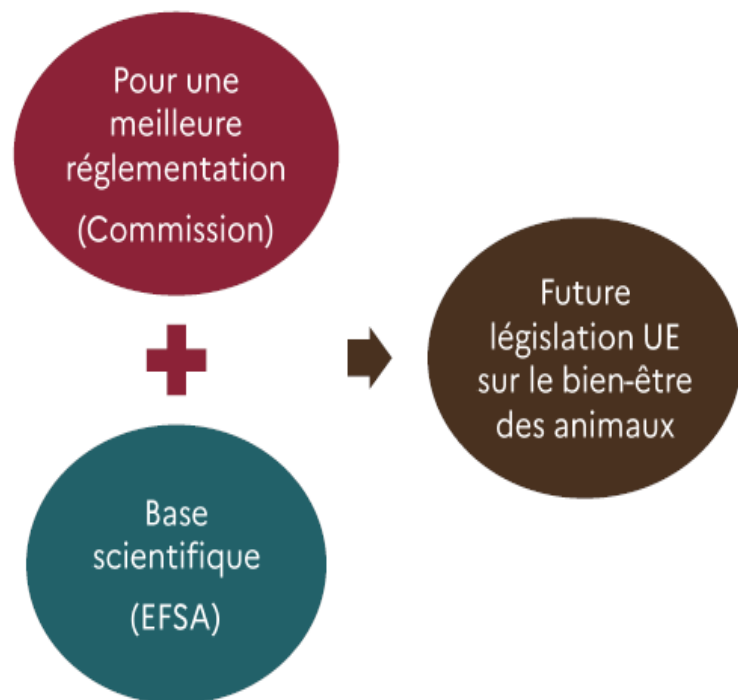 Pour une
meilleure
réglementation
(Commission)
Future
législation UE
sur le bien-être
des animaux
Base
scientifique
(EFSA)